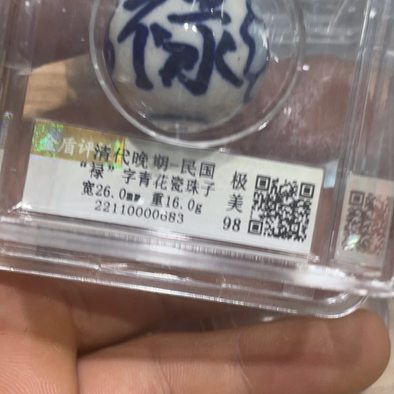 禄
金盾评
清代晚期-民国
"禄"字青花瓷珠子
宽26.0mm 重16.0g
22110000683
极美
98